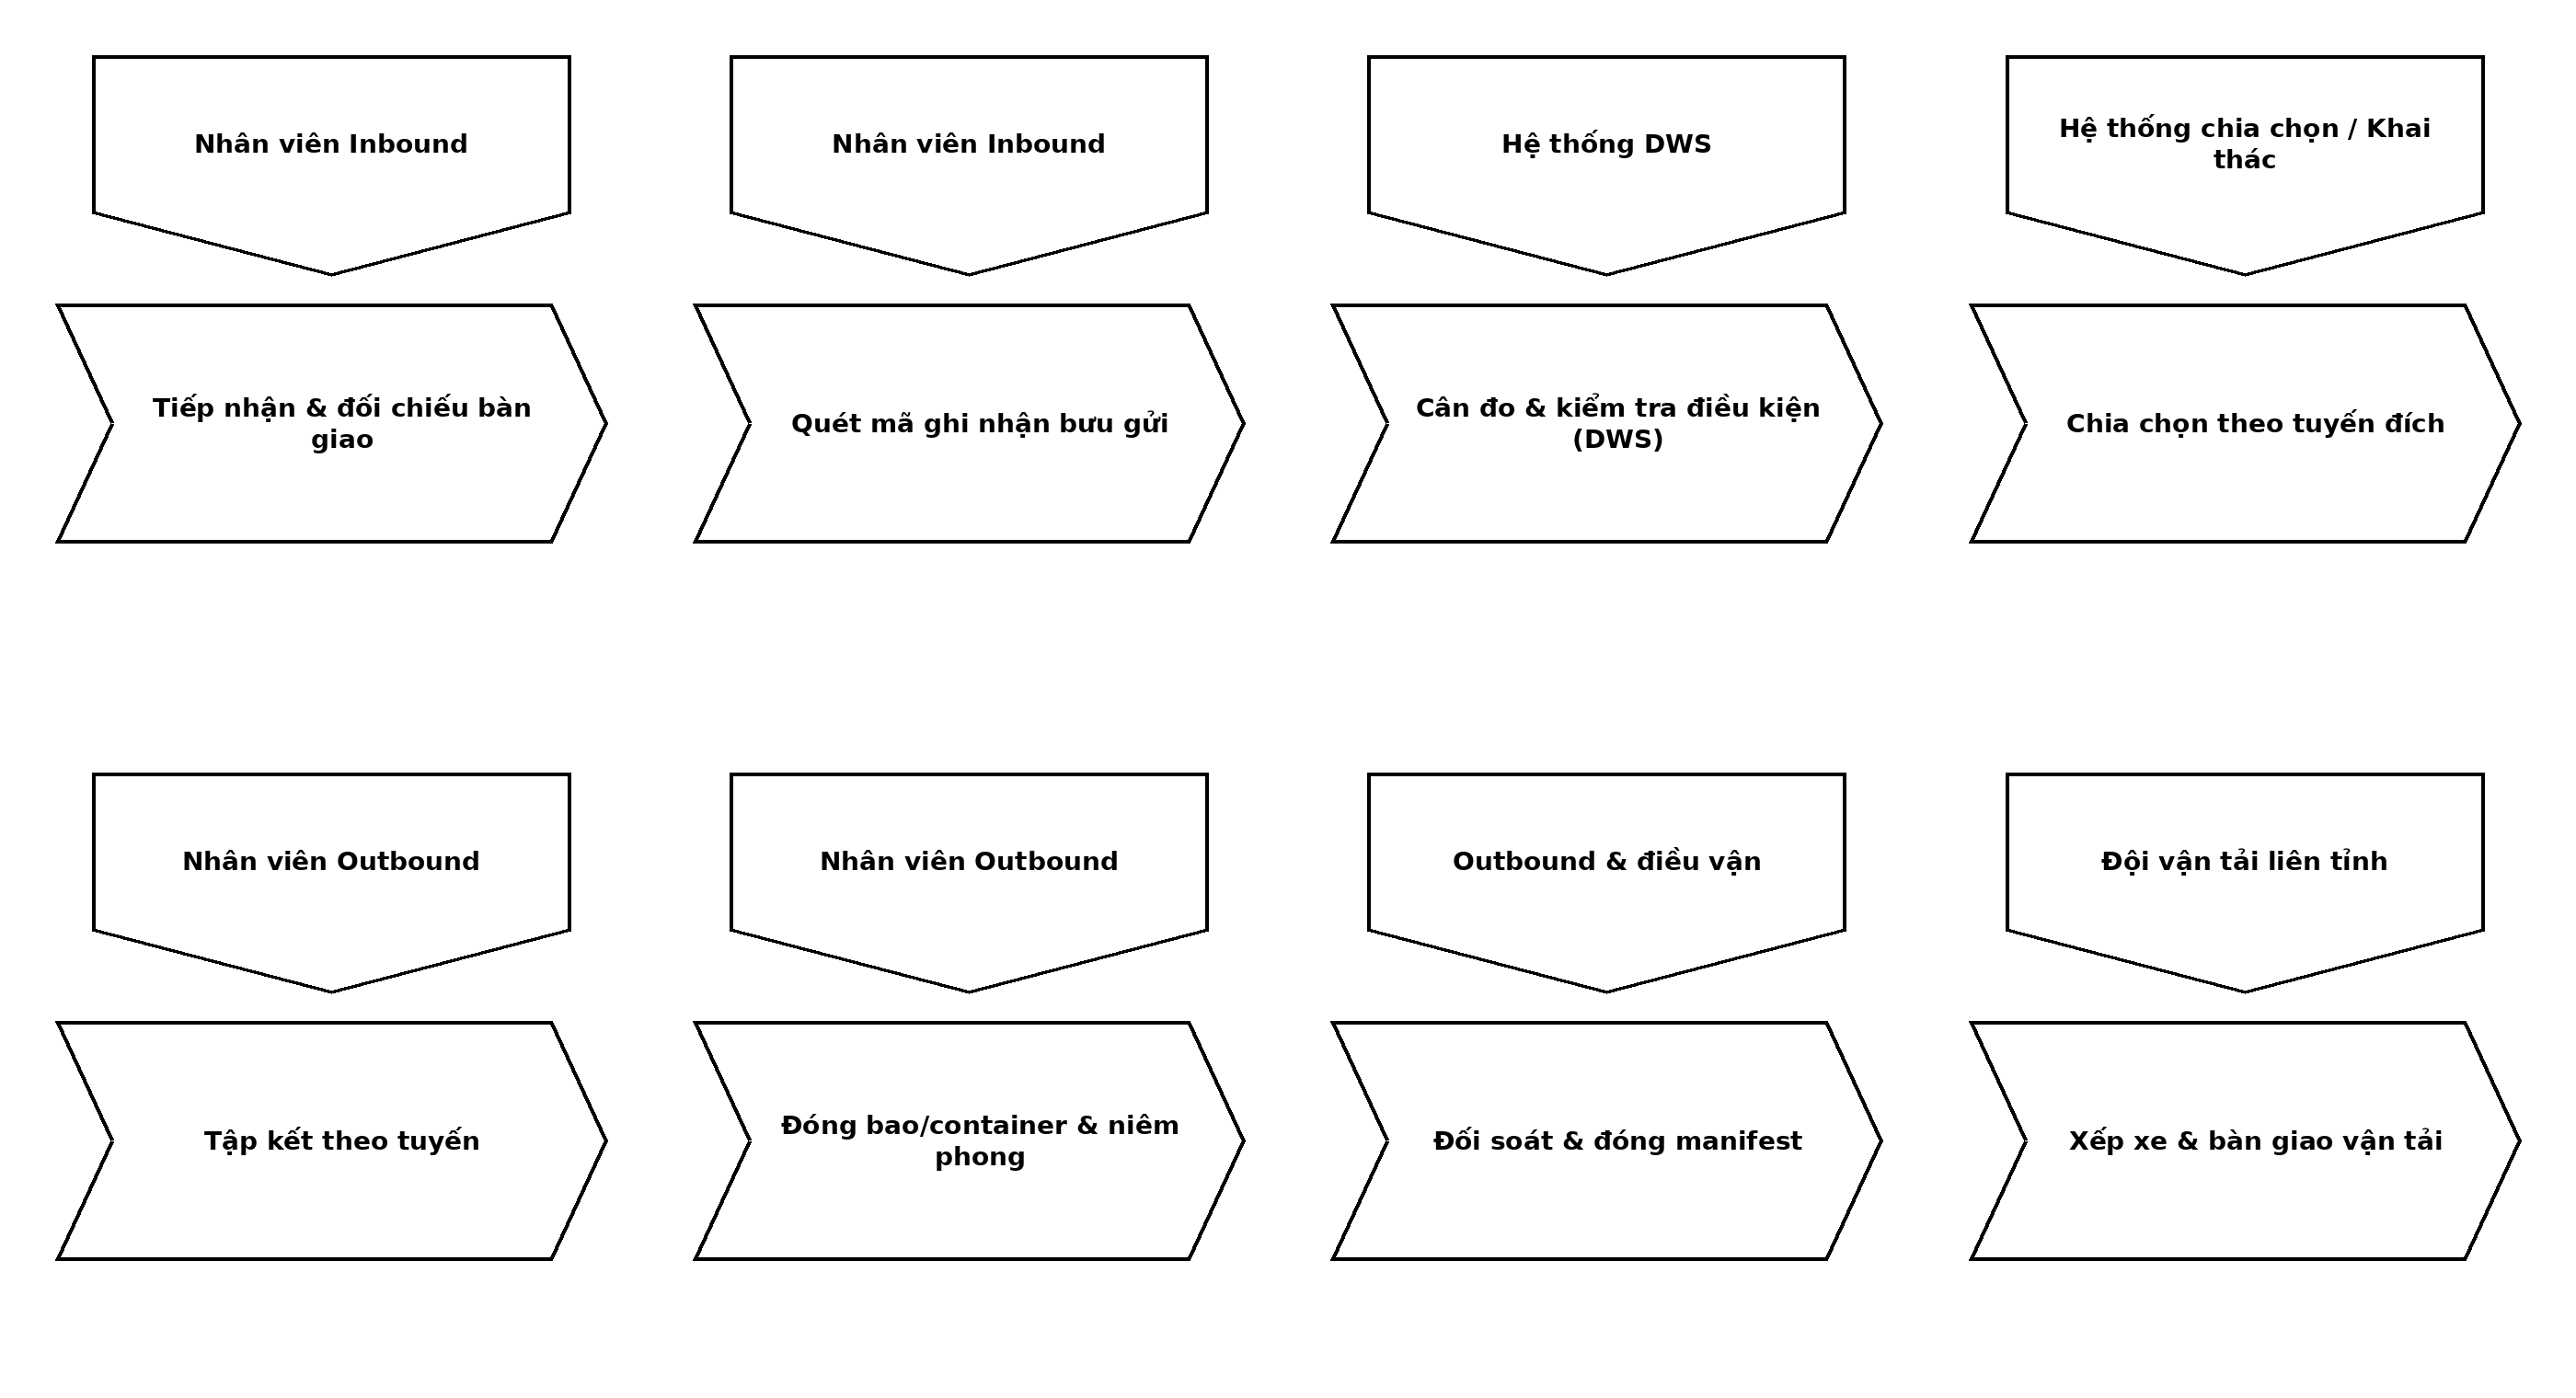 Nhân viên Inbound
Nhân viên Inbound
Hệ thống DWS
Hệ thống chia chọn / Khai
thác
Tiếp nhận & đối chiếu bàn
giao
Quét mã ghi nhận bưu gửi
Cân đo & kiểm tra điều kiện
(DWS)
Chia chọn theo tuyến đích
Nhân viên Outbound
Nhân viên Outbound
Outbound & điều vận
Đội vận tải liên tỉnh
Tập kết theo tuyến
Đóng bao/container & niêm
phong
Đối soát & đóng manifest
Xếp xe & bàn giao vận tải